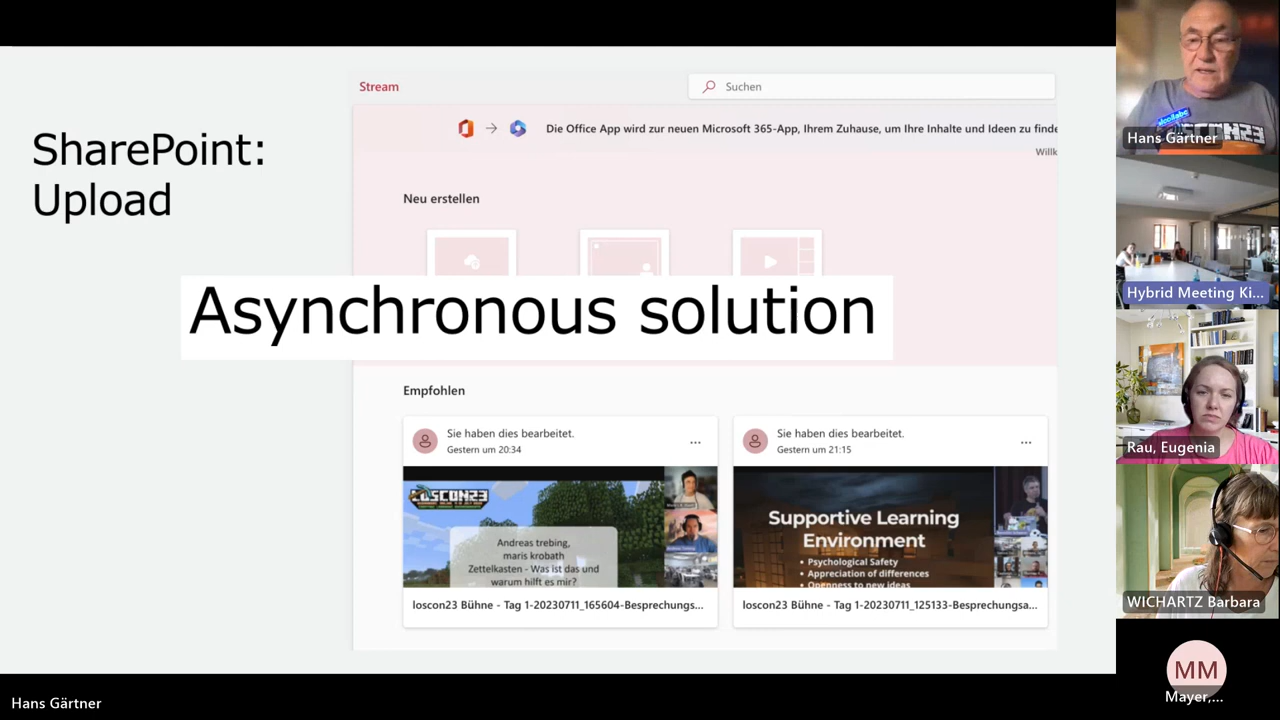 SharePoint:
Upload
Stream
Suchen
Die Office App wird zur neuen Microsoft 365-App, Ihrem Zuhause, um Ihre Inhalte und Ideen zu finde
Willk
Neu erstellen
Asynchronous solution
Empfohlen
Sie haben dies bearbeitet.
Gestern um 20:34
...
LOSCON23
Andreas trebing,
maris krobath
Zettelkasten - Was ist das und
warum hilft es mir?
loscon23 Bühne - Tag 1-20230711_165604-Besprechungs...
Sie haben dies bearbeitet.
Gestern um 21:15
...
Supportive Learning
Environment
• Psychological Safety
• Appreciation of differences
• Openness to new ideas
loscon23 Bühne - Tag 1-20230711_125133-Besprechungsa...
Hans Gärtner
Hybrid Meeting Ki...
Rau, Eugenia
WICHARTZ Barbara
MM
Mayer,...
Hans Gärtner